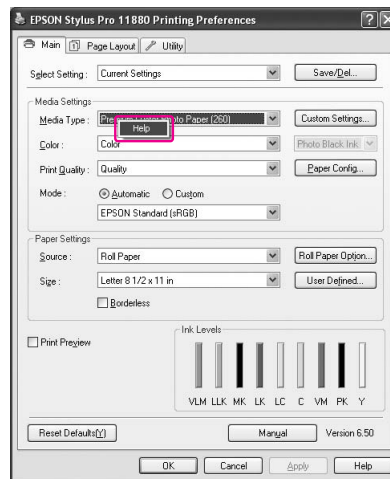 EPSON Stylus Pro 11880 Printing Preferences
Main Page Layout Utility
Select Setting : Current Settings Save/Del...
Media Settings
Media Type : Photo Paper (260) Custom Settings...
Help
Color : Color Photo Black Ink
Print Quality : Quality Paper Config...
Mode : Automatic Custom
EPSON Standard (sRGB)
Paper Settings
Source : Roll Paper Roll Paper Option...
Size : Letter 8 1/2 x 11 in User Defined...
Borderless
Print Preview
Ink Levels
VLM LLK MK LK LC C VM PK Y
Reset Defaults(Y) Manual Version 6.50
OK Cancel Apply Help